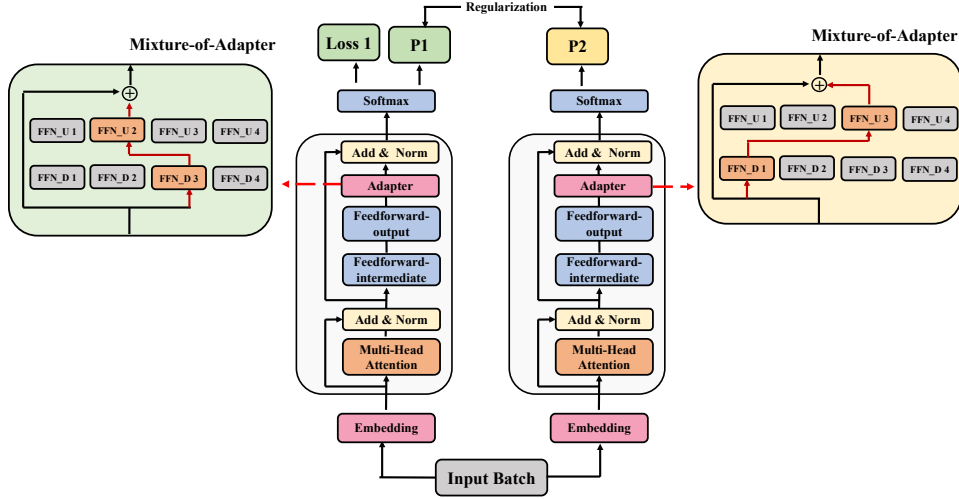 Regularization
Mixture-of-Adapter
Loss 1
P1
P2
Mixture-of-Adapter
Softmax
Softmax
FFN_U 1
FFN_U 2
FFN_U 3
FFN_U 4
FFN_D 1
FFN_D 2
FFN_D 3
FFN_D 4
Add & Norm
Adapter
Feedforward-
output
Feedforward-
intermediate
Add & Norm
Multi-Head
Attention
Embedding
Add & Norm
Adapter
Feedforward-
output
Feedforward-
intermediate
Add & Norm
Multi-Head
Attention
Embedding
FFN_U 1
FFN_U 2
FFN_U 3
FFN_U 4
FFN_D 1
FFN_D 2
FFN_D 3
FFN_D 4
Input Batch